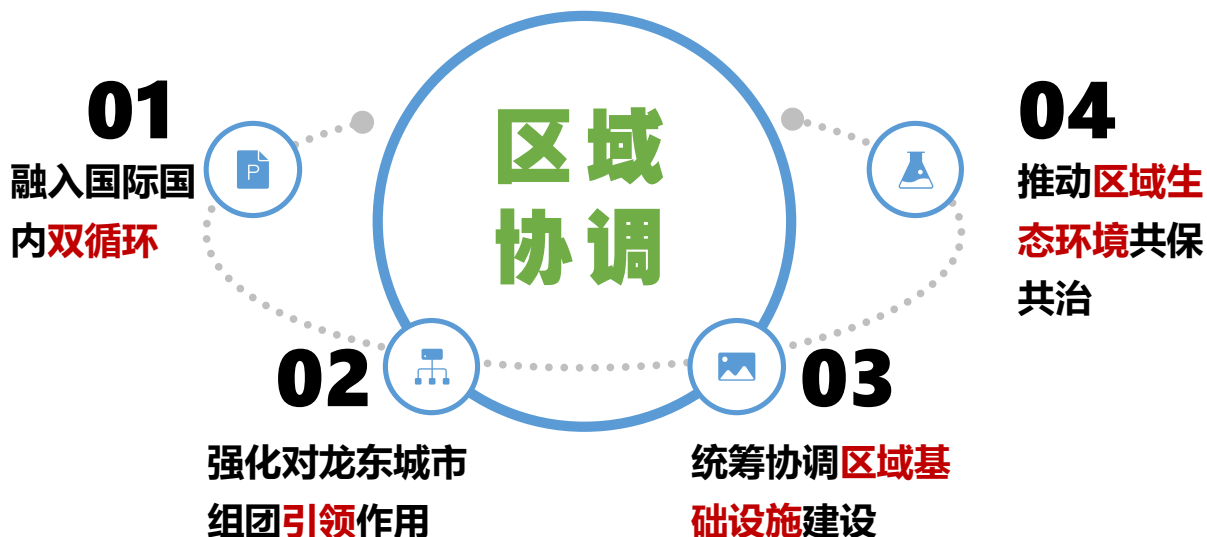 区域
协调
01
融入国际国
内双循环
02
强化对龙东城市
组团引领作用
03
统筹协调区域基
础设施建设
04
推动区域生
态环境共保
共治
P